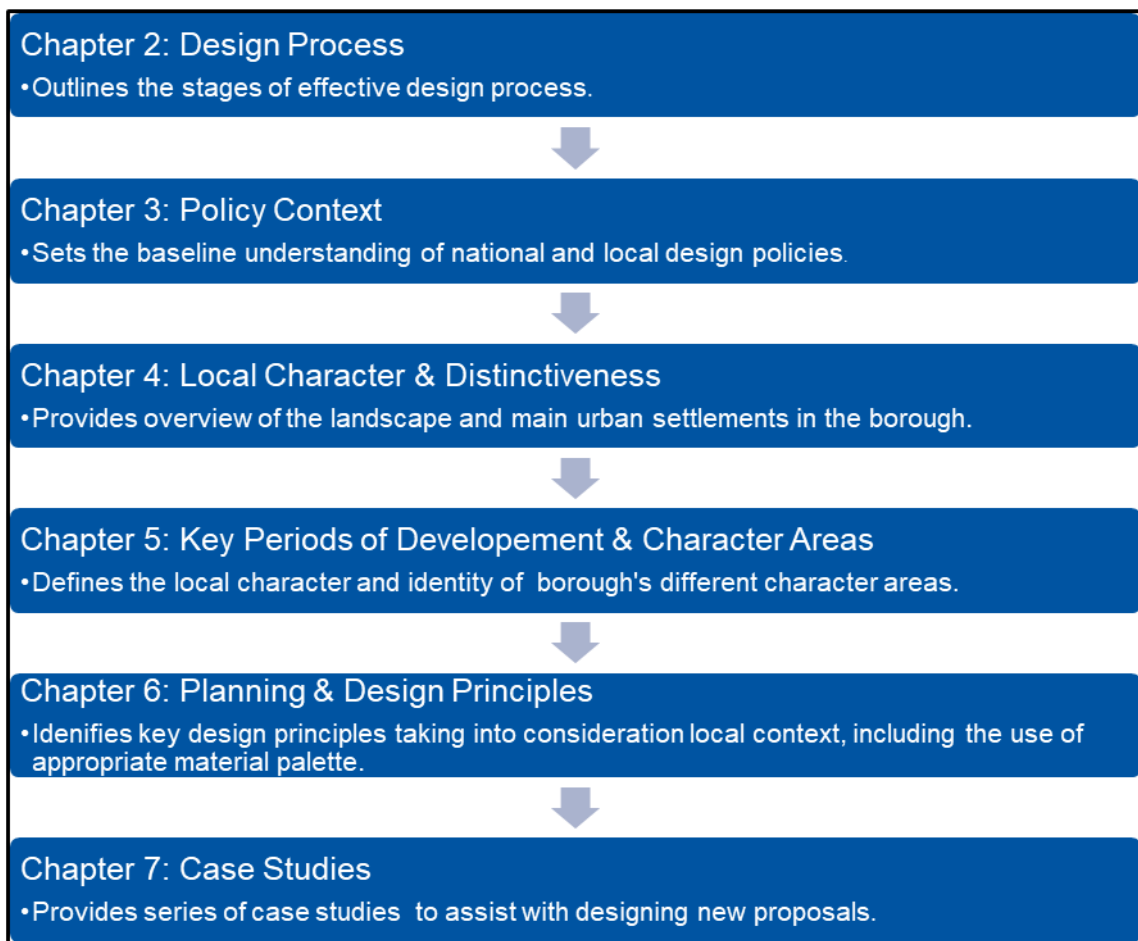 Chapter 2: Design Process
•Outlines the stages of effective design process.
Chapter 3: Policy Context
•Sets the baseline understanding of national and local design policies.
Chapter 4: Local Character & Distinctiveness
•Provides overview of the landscape and main urban settlements in the borough.
Chapter 5: Key Periods of Developement & Character Areas
•Defines the local character and identity of  borough's different character areas.
Chapter 6: Planning & Design Principles
•Idenifies key design principles taking into consideration local context, including the use of
appropriate material palette.
Chapter 7: Case Studies
•Provides series of case studies  to assist with designing new proposals.